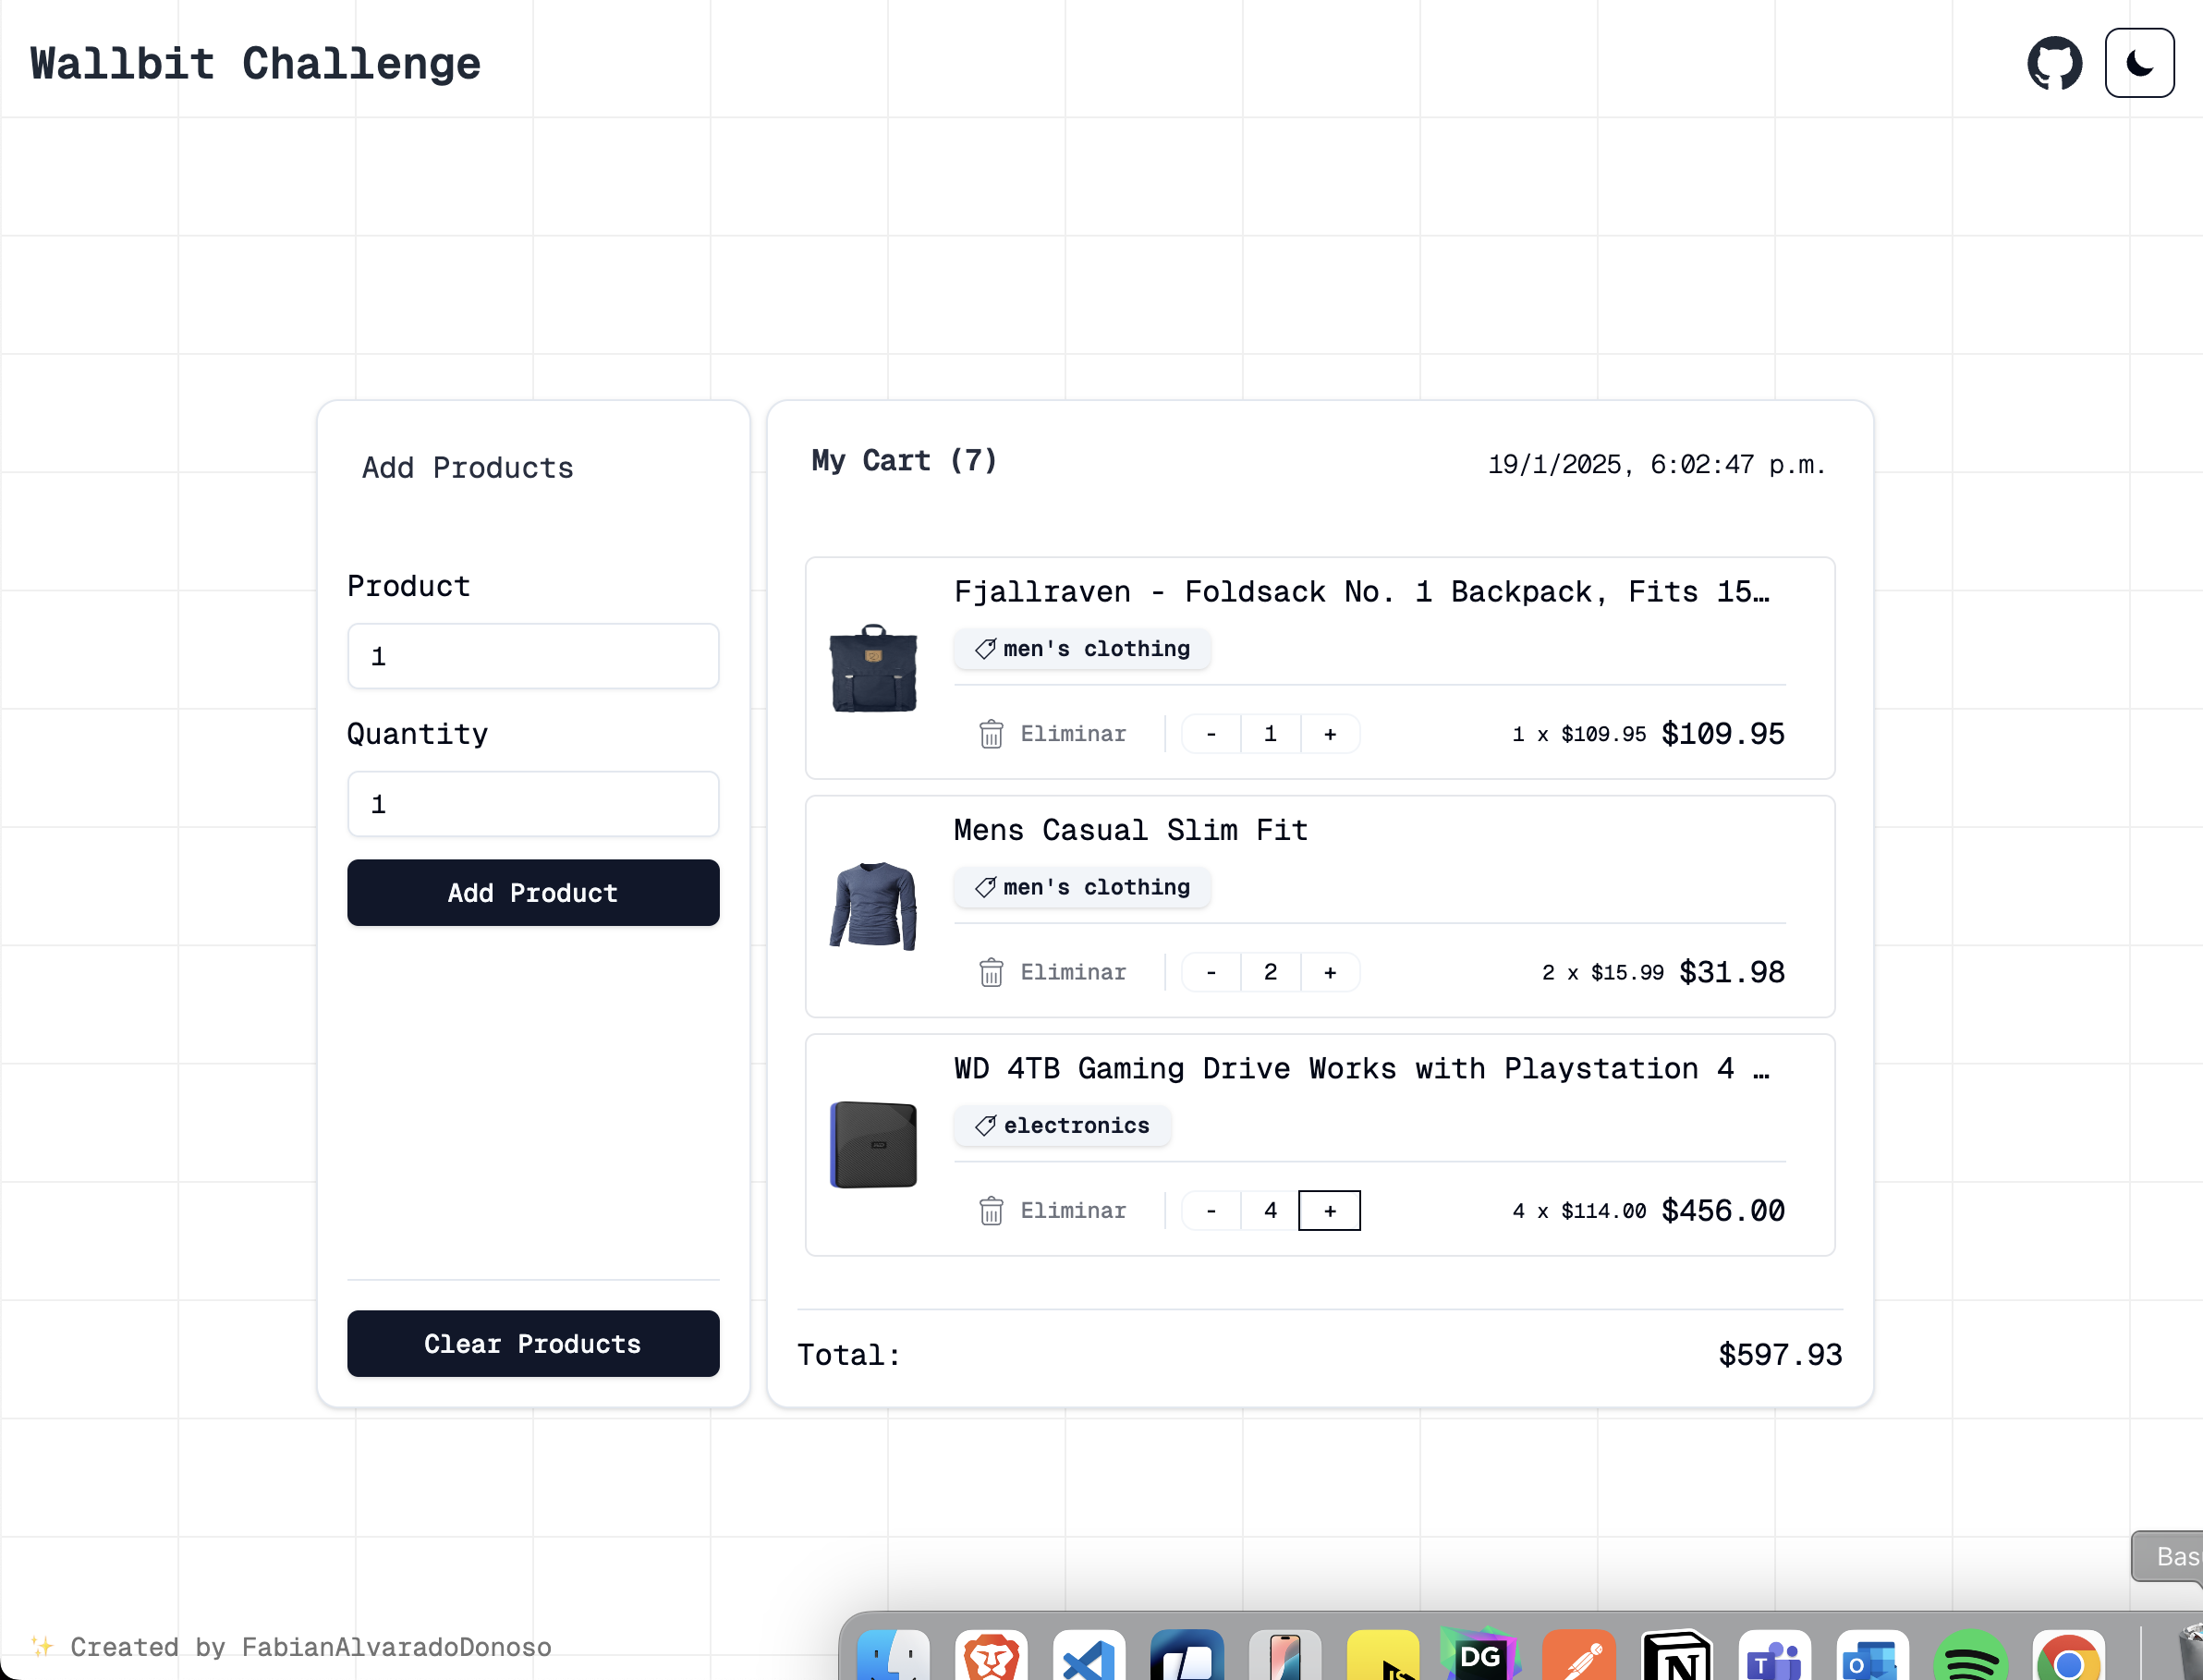 Wallbit Challenge
Add Products
Product
1
Quantity
1
Add Product
Clear Products
My Cart (7)
19/1/2025, 6:02:47 p.m.
Fjallraven - Foldsack No. 1 Backpack, Fits 15…
men's clothing
Eliminar - 1 + 1 x $109.95 $109.95
Mens Casual Slim Fit
men's clothing
Eliminar - 2 + 2 x $15.99 $31.98
WD 4TB Gaming Drive Works with Playstation 4 …
electronics
Eliminar - 4 + 4 x $114.00 $456.00
Total: $597.93
Bas
✨ Created by FabianAlvaradoDonoso
JS
DG
N
T
O